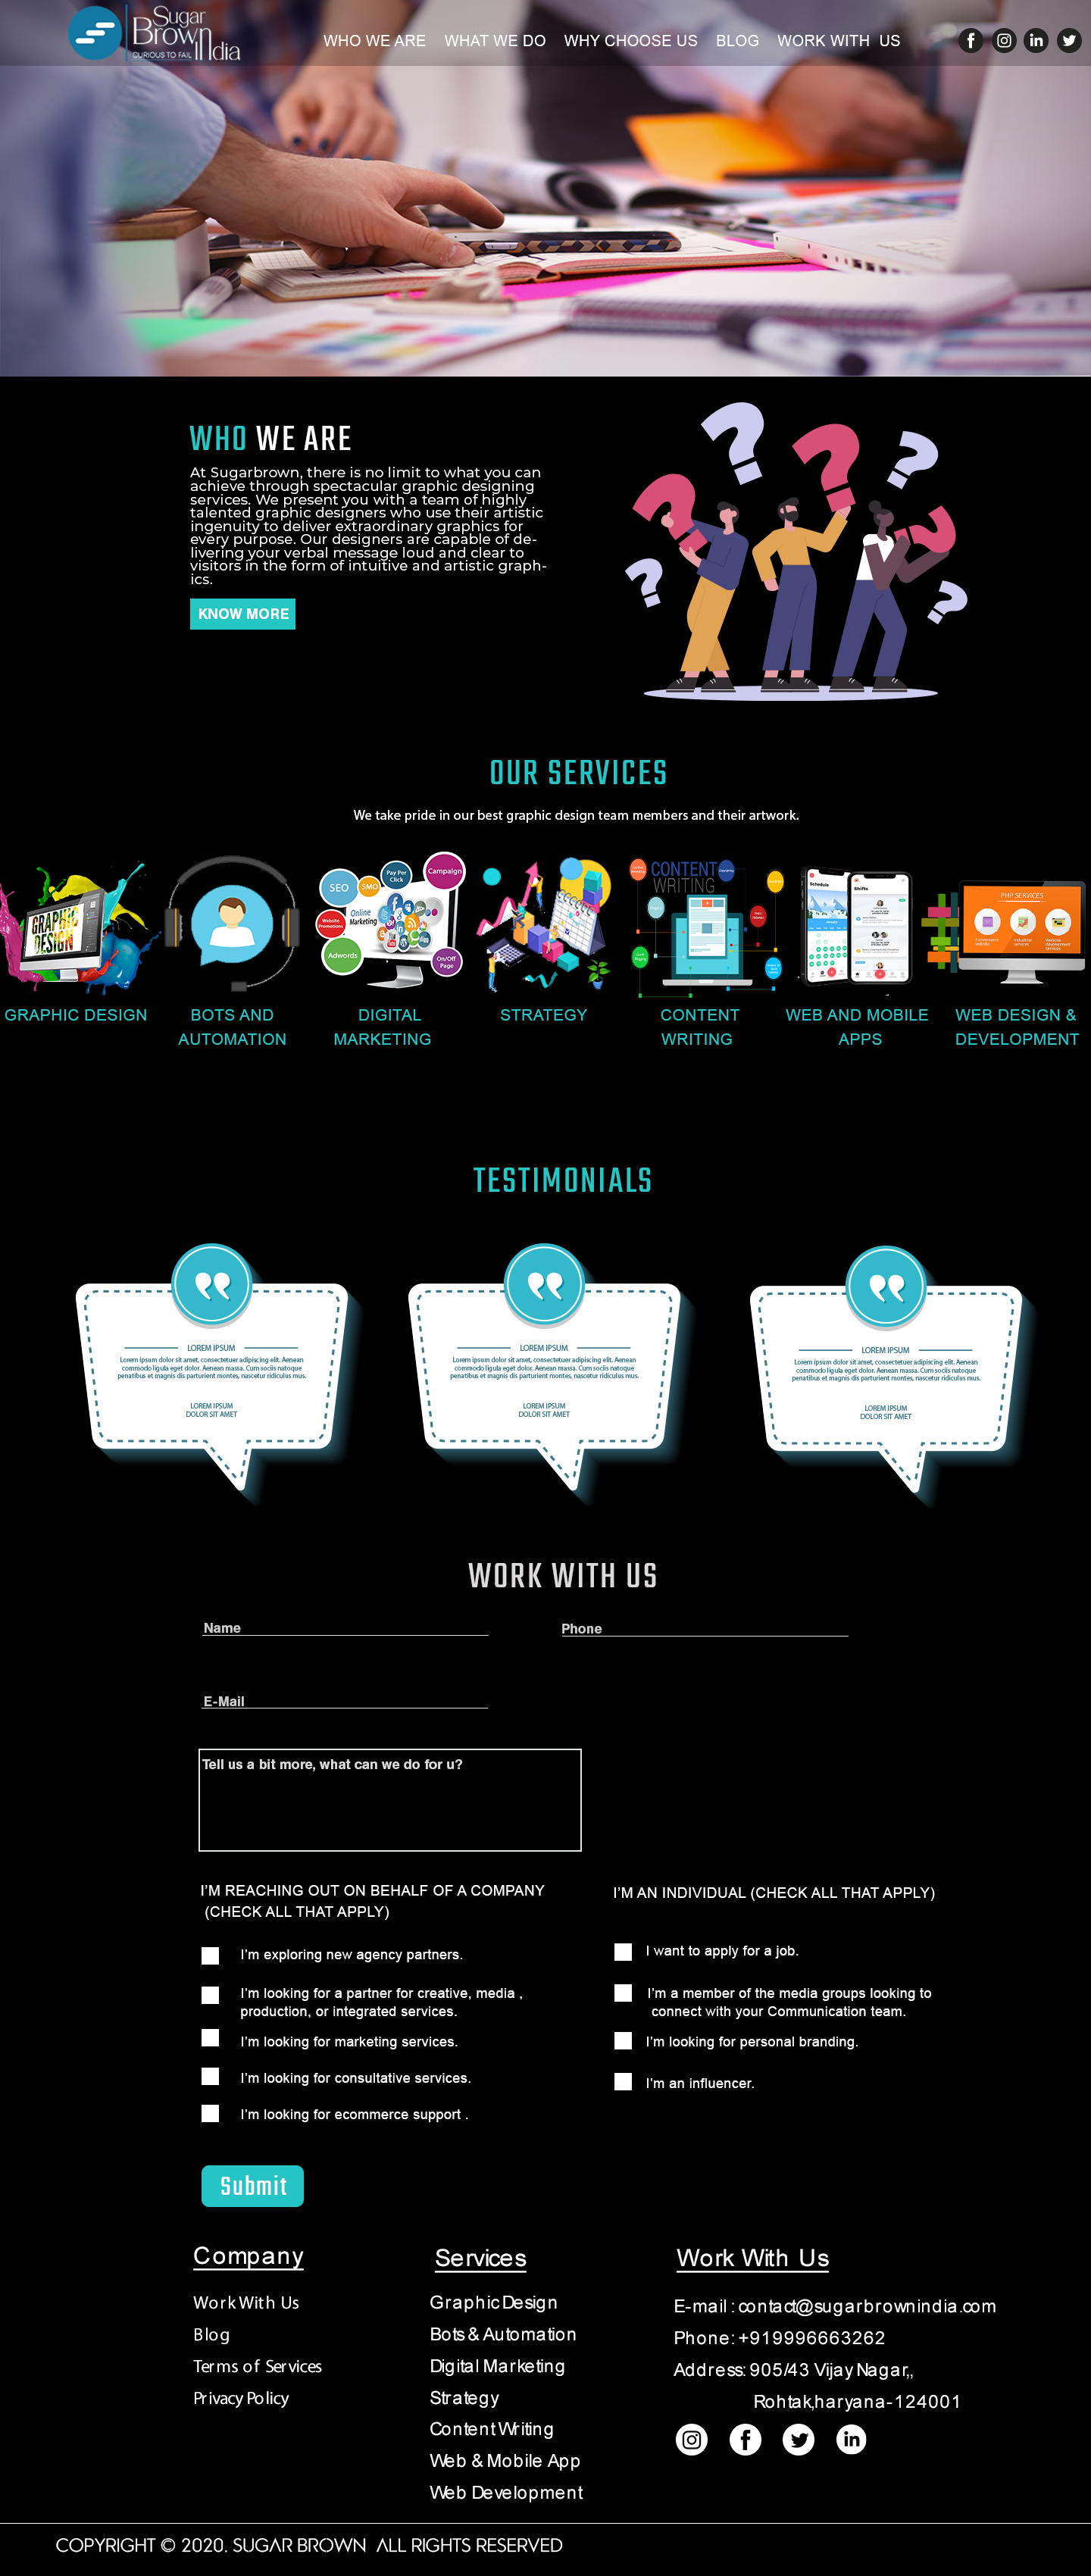 Sugar
Brown India
CURIOUS TO FAIL
WHO WE ARE WHAT WE DO WHY CHOOSE US BLOG WORK WITH US
WHO WE ARE
At Sugarbrown, there is no limit to what you can
achieve through spectacular graphic designing
services. We present you with a team of highly
talented graphic designers who use their artistic
ingenuity to deliver extraordinary graphics for
every purpose. Our designers are capable of de-
livering your verbal message loud and clear to
visitors in the form of intuitive and artistic graph-
ics.
KNOW MORE
OUR SERVICES
We take pride in our best graphic design team members and their artwork.
GRAPHIC
DESIGN
SEO
SMO
Pay Per
Click
Campaign
Website
Promotions
Online
Marketing
Adwords
On/Off
Page
CONTENT
WRITING
Schedule
Shifts
PHP SERVICES
GRAPHIC DESIGN
BOTS AND
AUTOMATION
DIGITAL
MARKETING
STRATEGY
CONTENT
WRITING
WEB AND MOBILE
APPS
WEB DESIGN &
DEVELOPMENT
TESTIMONIALS
LOREM IPSUM
Lorem ipsum dolor sit amet, consectetuer adipiscing elit. Aenean
commodo ligula eget dolor. Aenean massa. Cum sociis natoque
penatibus et magnis dis parturient montes, nascetur ridiculus mus.
LOREM IPSUM
DOLOR SIT AMET
LOREM IPSUM
Lorem ipsum dolor sit amet, consectetuer adipiscing elit. Aenean
commodo ligula eget dolor. Aenean massa. Cum sociis natoque
penatibus et magnis dis parturient montes, nascetur ridiculus mus.
LOREM IPSUM
DOLOR SIT AMET
LOREM IPSUM
Lorem ipsum dolor sit amet, consectetuer adipiscing elit. Aenean
commodo ligula eget dolor. Aenean massa. Cum sociis natoque
penatibus et magnis dis parturient montes, nascetur ridiculus mus.
LOREM IPSUM
DOLOR SIT AMET
WORK WITH US
Name
Phone
E-Mail
Tell us a bit more, what can we do for u?
I'M REACHING OUT ON BEHALF OF A COMPANY
(CHECK ALL THAT APPLY)
I'm exploring new agency partners.
I'm looking for a partner for creative, media ,
production, or integrated services.
I'm looking for marketing services.
I'm looking for consultative services.
I'm looking for ecommerce support .
I'M AN INDIVIDUAL (CHECK ALL THAT APPLY)
I want to apply for a job.
I'm a member of the media groups looking to
connect with your Communication team.
I'm looking for personal branding.
I'm an influencer.
Submit
Company
Work With Us
Blog
Terms of Services
Privacy Policy
Services
Graphic Design
Bots & Automation
Digital Marketing
Strategy
Content Writing
Web & Mobile App
Web Development
Work With Us
E-mail : contact@sugarbrownindia.com
Phone : +919996663262
Address: 905/43 Vijay Nagar,,
Rohtak,haryana-124001
COPYRIGHT © 2020. SUGAR BROWN ALL RIGHTS RESERVED